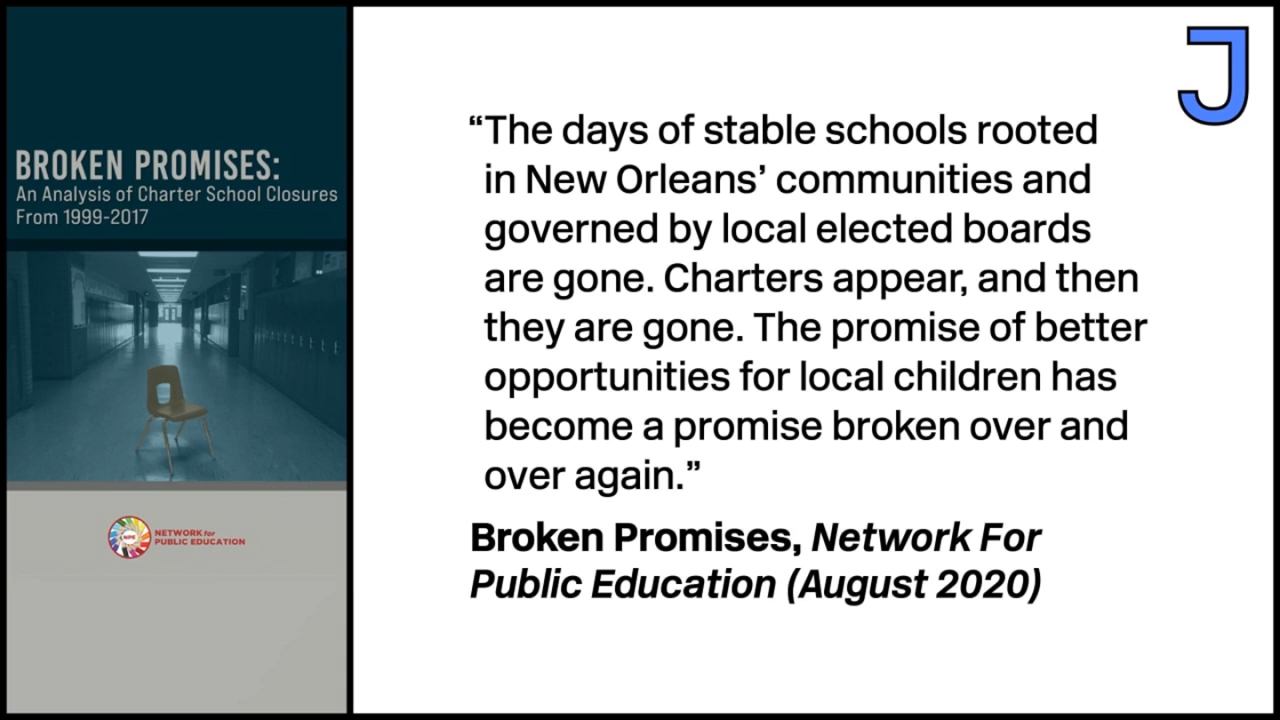 BROKEN PROMISES:
An Analysis of Charter School Closures
From 1999-2017
NPE
NETWORK for
PUBLIC EDUCATION
J
“The days of stable schools rooted
in New Orleans’ communities and
governed by local elected boards
are gone. Charters appear, and then
they are gone. The promise of better
opportunities for local children has
become a promise broken over and
over again.”
Broken Promises, Network For
Public Education (August 2020)